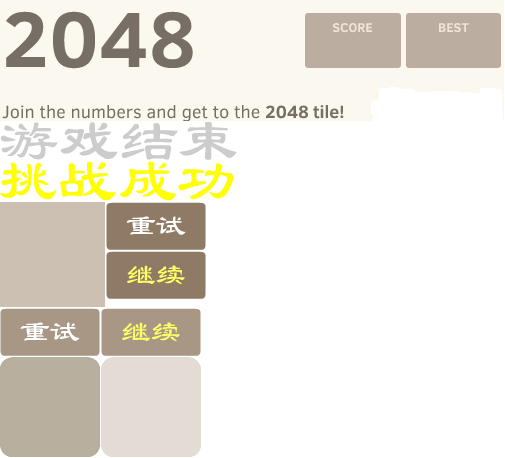 2048
SCORE
BEST
Join the numbers and get to the 2048 tile!
游戏结束
挑战成功
重试
继续
重试
继续